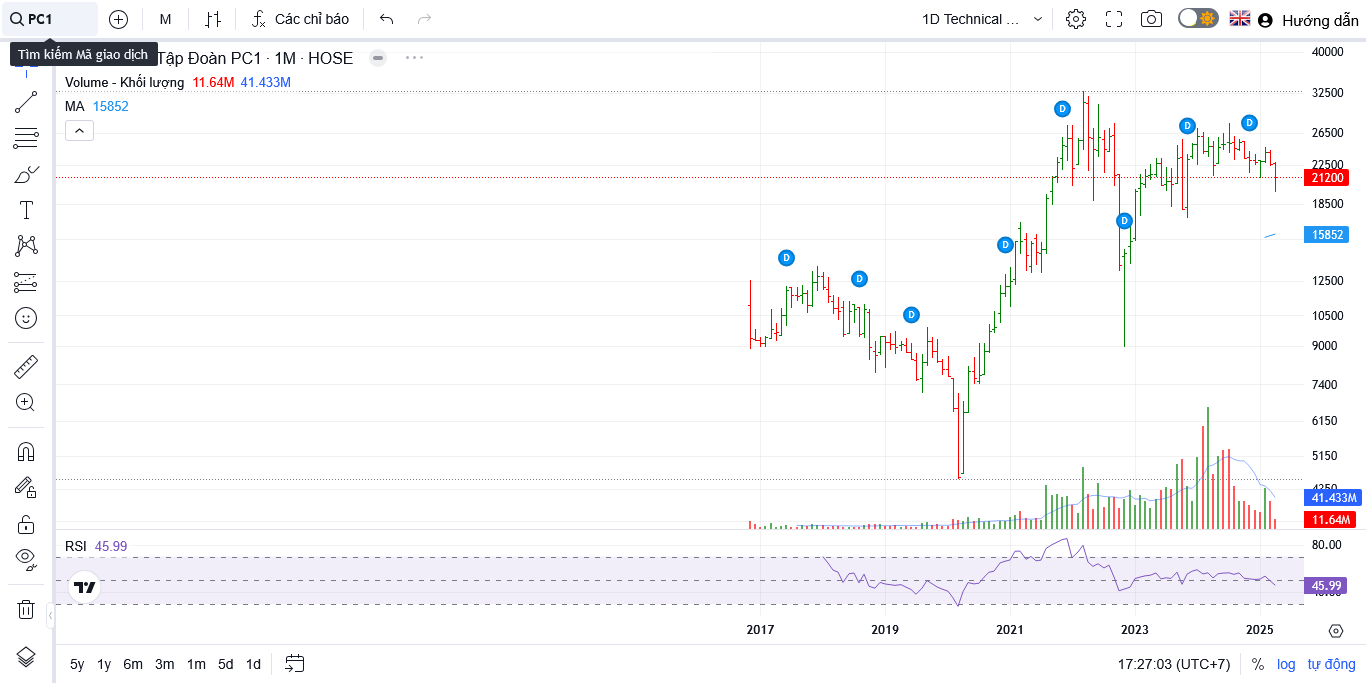 PC1
M
Các chỉ báo
1D Technical ...
Hướng dẫn
Tìm kiếm Mã giao dịch
Tập Đoàn PC1 · 1M · HOSE
Volume - Khối lượng 11.64M 41.433M
MA 15852
40000
32500
26500
22500
21200
18500
15852
12500
10500
9000
7400
6150
5150
41.433M
11.64M
D
D
D
D
D
D
D
D
RSI 45.99
80.00
45.99
2017 2019 2021 2023 2025
5y 1y 6m 3m 1m 5d 1d
17:27:03 (UTC+7) % log tự động